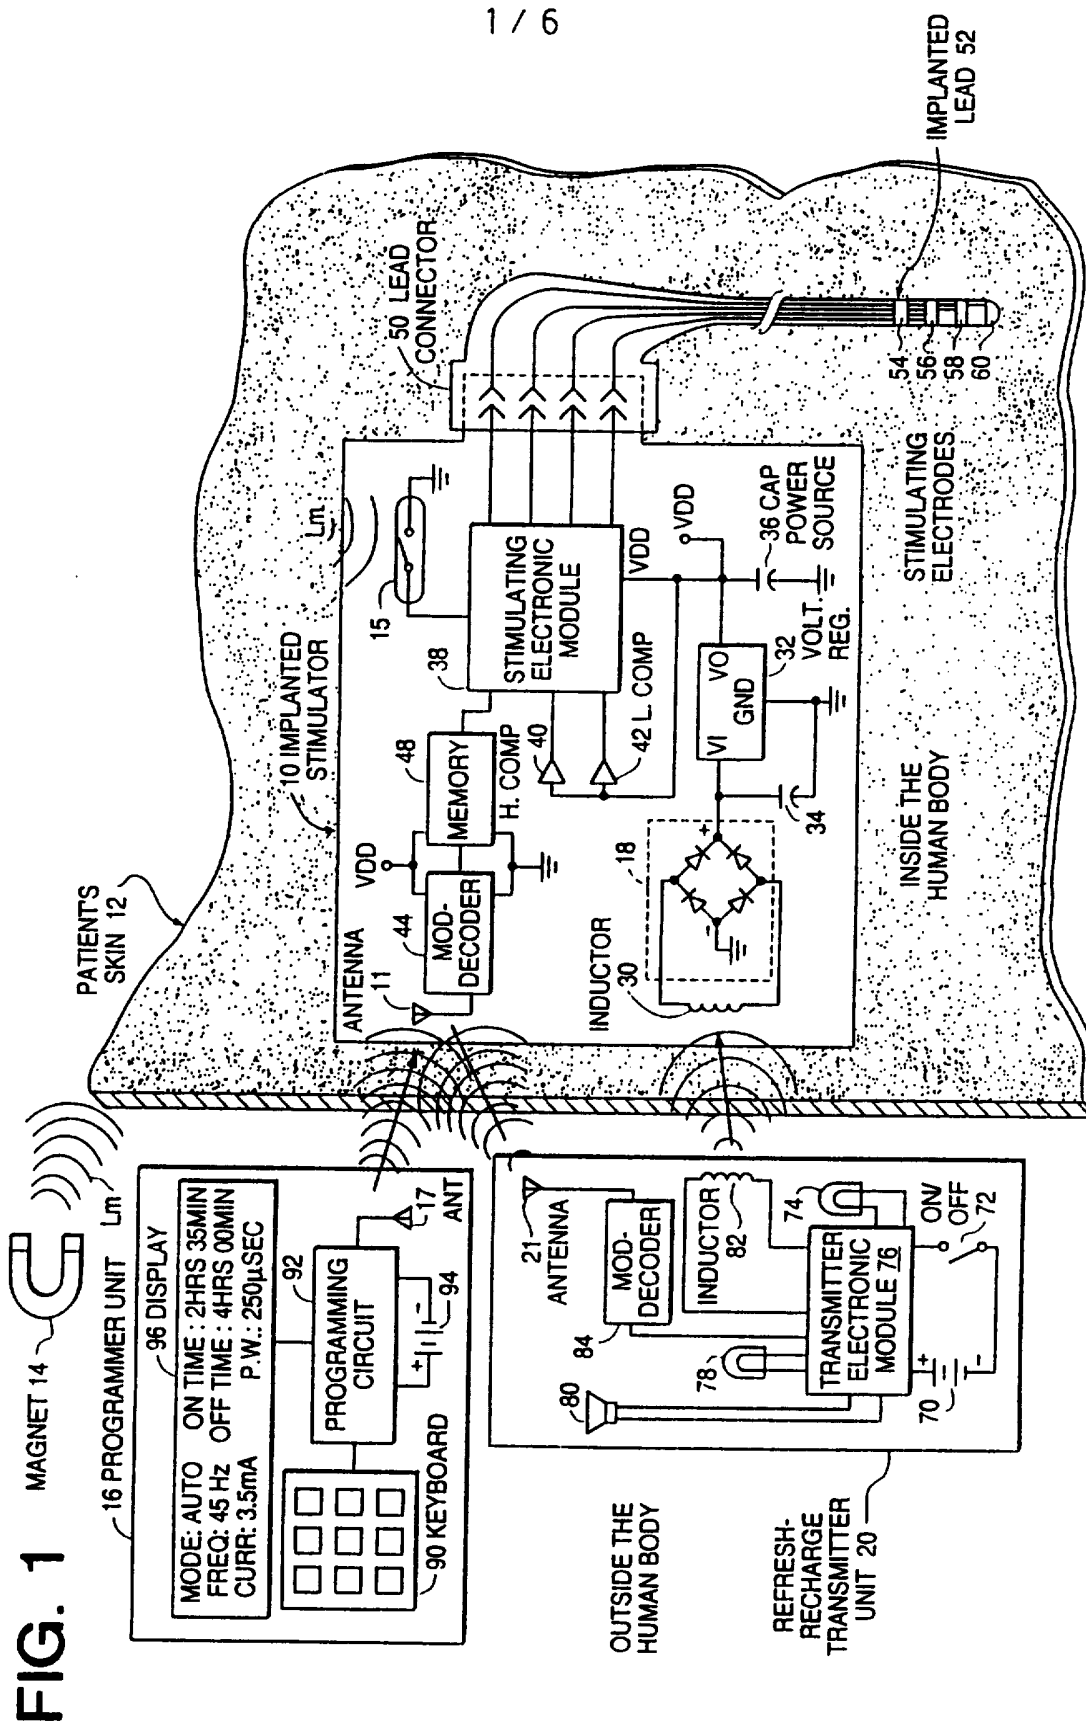 1 / 6
FIG. 1
MAGNET 14
Lm
16 PROGRAMMER UNIT
96 DISPLAY
MODE: AUTO ON TIME : 2HRS 35MIN
FREQ: 45 Hz OFF TIME : 4HRS 00MIN
CURR: 3.5mA P.W.: 250µSEC
92
PROGRAMMING
CIRCUIT
90 KEYBOARD
+
-
94
17
ANT
OUTSIDE THE
HUMAN BODY
REFRESH-
RECHARGE
TRANSMITTER
UNIT 20
80
78
84
21
ANTENNA
MOD-
DECODER
INDUCTOR
82
74
TRANSMITTER
ELECTRONIC
MODULE 76
ON/
OFF
72
70
+
-
PATIENT'S
SKIN 12
10 IMPLANTED
STIMULATOR
ANTENNA
11
44
MOD-
DECODER
VDD
48
MEMORY
H. COMP
40
42 L. COMP
38
STIMULATING
ELECTRONIC
MODULE
VDD
15
Lm
50 LEAD
CONNECTOR
INDUCTOR
30
18
+
-
34
VI
VO
GND
32
VOLT.
REG.
VDD
36 CAP
POWER
SOURCE
INSIDE THE
HUMAN BODY
STIMULATING
ELECTRODES
54
56
58
60
IMPLANTED
LEAD 52